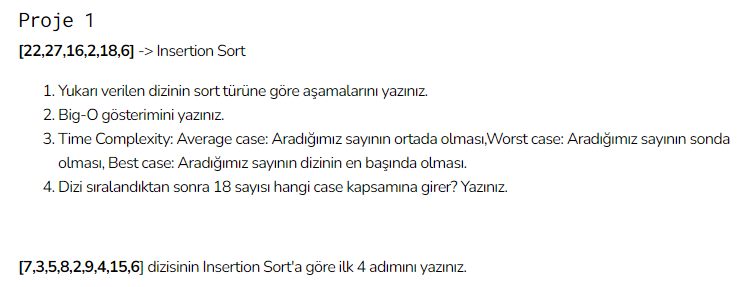 Proje 1
[22,27,16,2,18,6] -> Insertion Sort
1. Yukarı verilen dizinin sort türüne göre aşamalarını yazınız.
2. Big-O gösterimini yazınız.
3. Time Complexity: Average case: Aradığımız sayının ortada olması,Worst case: Aradığımız sayının sonda
olması, Best case: Aradığımız sayının dizinin en başında olması.
4. Dizi sıralandıktan sonra 18 sayısı hangi case kapsamına girer? Yazınız.
[7,3,5,8,2,9,4,15,6] dizisinin Insertion Sort'a göre ilk 4 adımını yazınız.